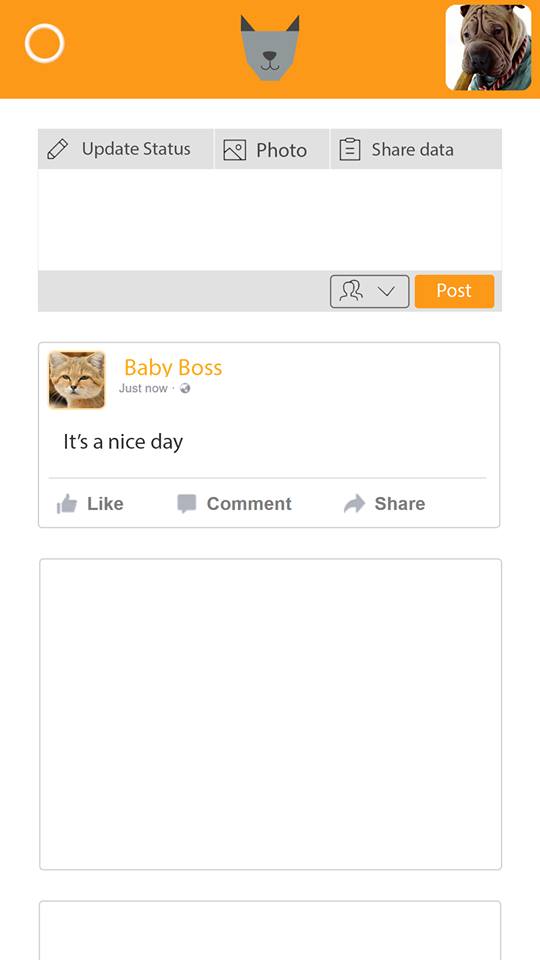 Update Status
Photo
Share data
Post
Baby Boss
Just now ·
It's a nice day
Like
Comment
Share